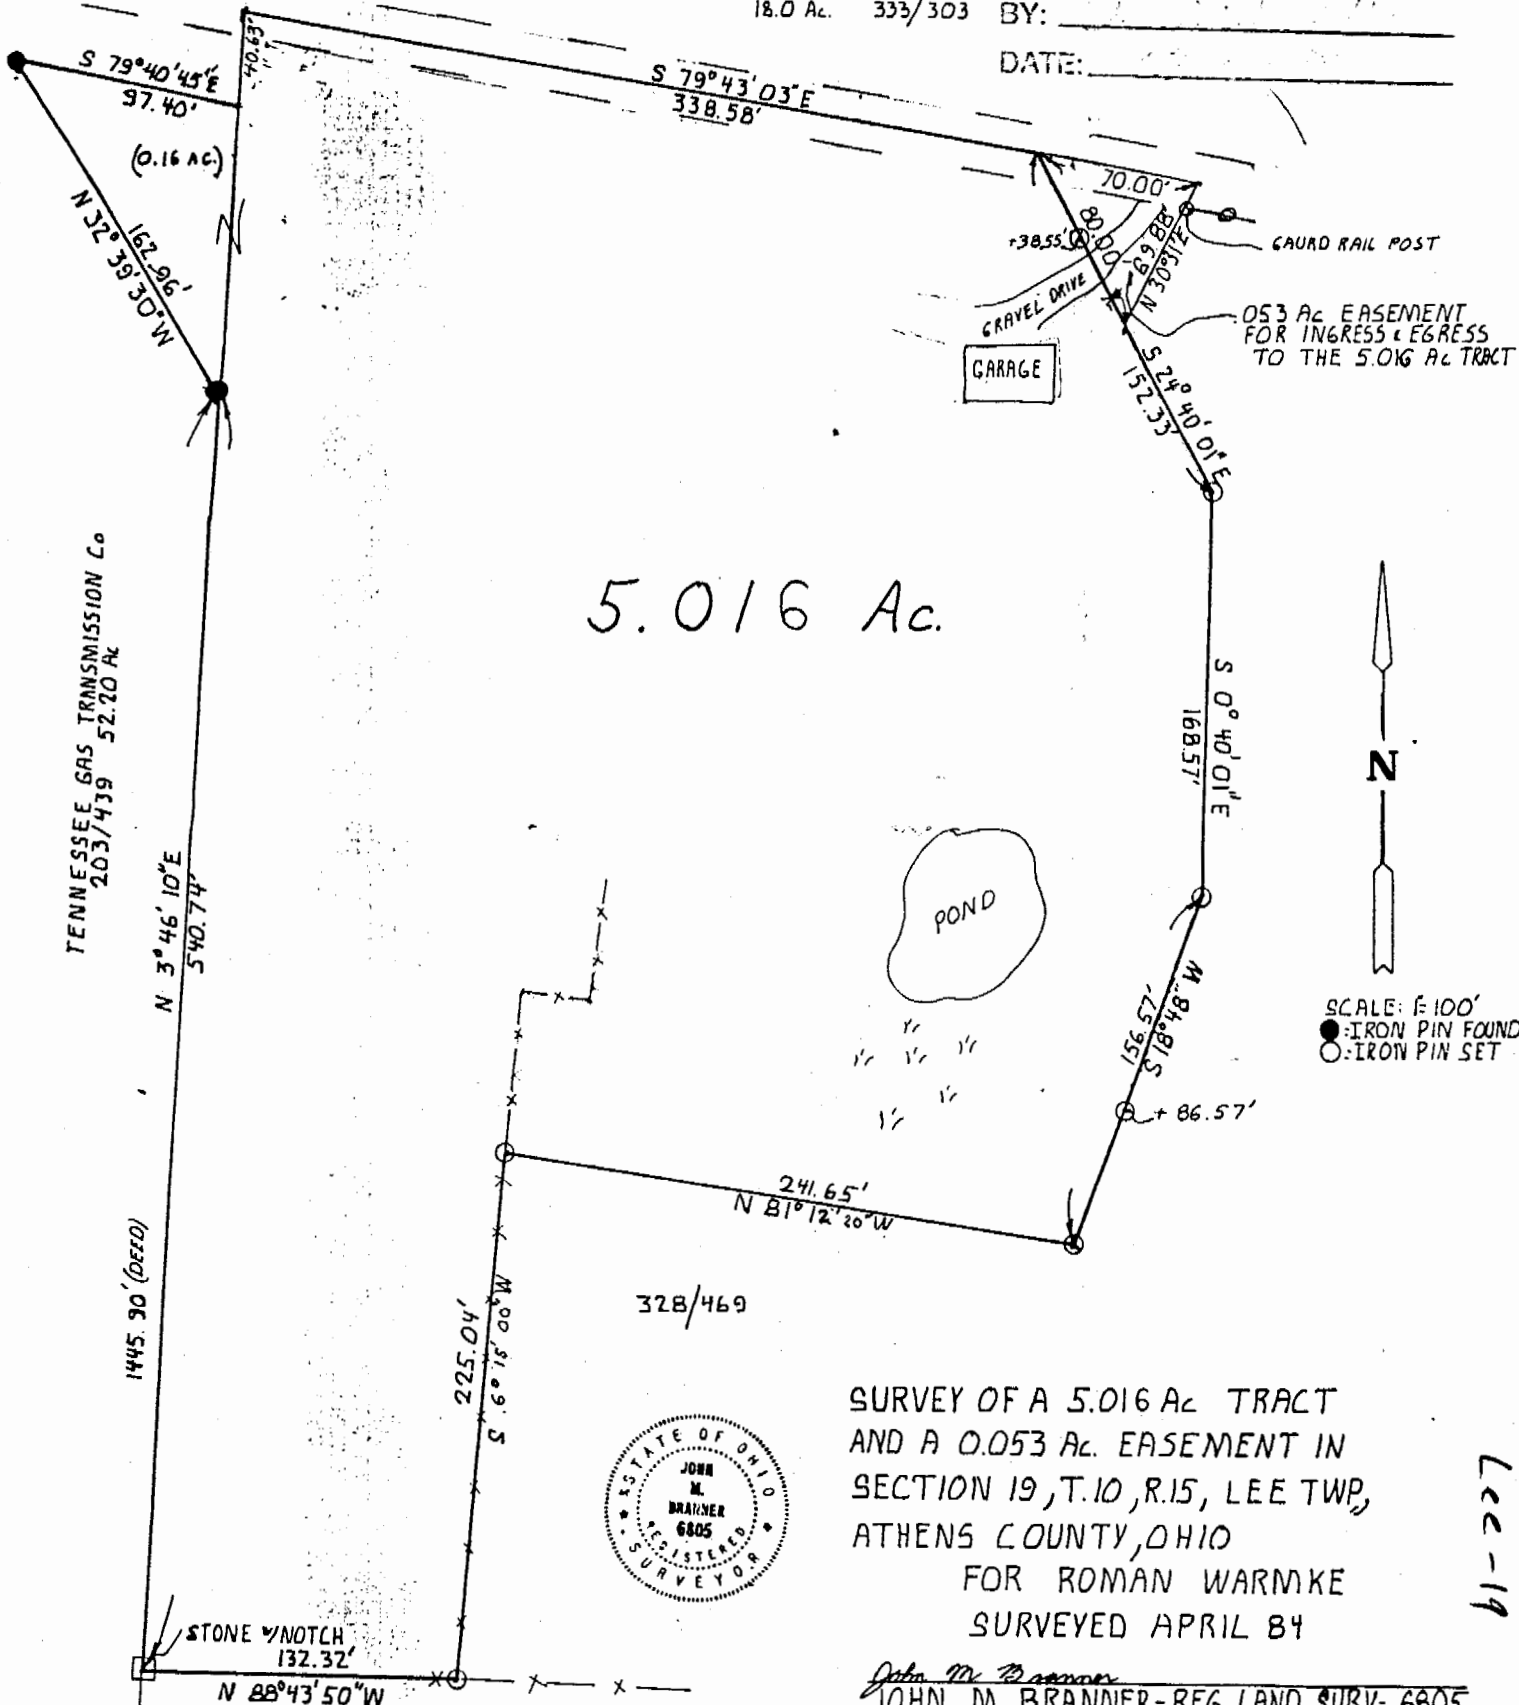 18.0 Ac. 333/303 BY:
DATE:
S 79°40'45"E
97.40'
40.63'
(0.16 AC.)
S 79°43'03"E
338.58'
70.00'
80.00
+38.55'
69.88'
N 30°31'E
GAURD RAIL POST
GRAVEL DRIVE
GARAGE
.053 Ac EASEMENT
FOR INGRESS & EGRESS
TO THE 5.016 Ac TRACT
N 32°39'30"W
162.96'
S 24°40'01"E
152.33'
5.016 Ac.
TENNESSEE GAS TRANSMISSION Co
203/439 52.20 Ac
S 0°40'01"E
168.57'
N
N 3°46'10"E
540.74'
POND
SCALE: 1"=100'
●:IRON PIN FOUND
○:IRON PIN SET
156.57'
S 18°48" W
+ 86.57'
241.65'
N 81°12'20"W
1445.90' (DEED)
328/469
225.04'
S 6°15'00"W
STATE OF OHIO
JOHN
M.
BRANNER
6805
REGISTERED
SURVEYOR
SURVEY OF A 5.016 Ac TRACT
AND A 0.053 Ac. EASEMENT IN
SECTION 19, T.10, R.15, LEE TWP.,
ATHENS COUNTY, OHIO
FOR ROMAN WARMKE
SURVEYED APRIL 84
Lee-19
STONE W/NOTCH
132.32'
N 88°43'50"W
John M Branner
JOHN M. BRANNER-REG. LAND SURV.-6805